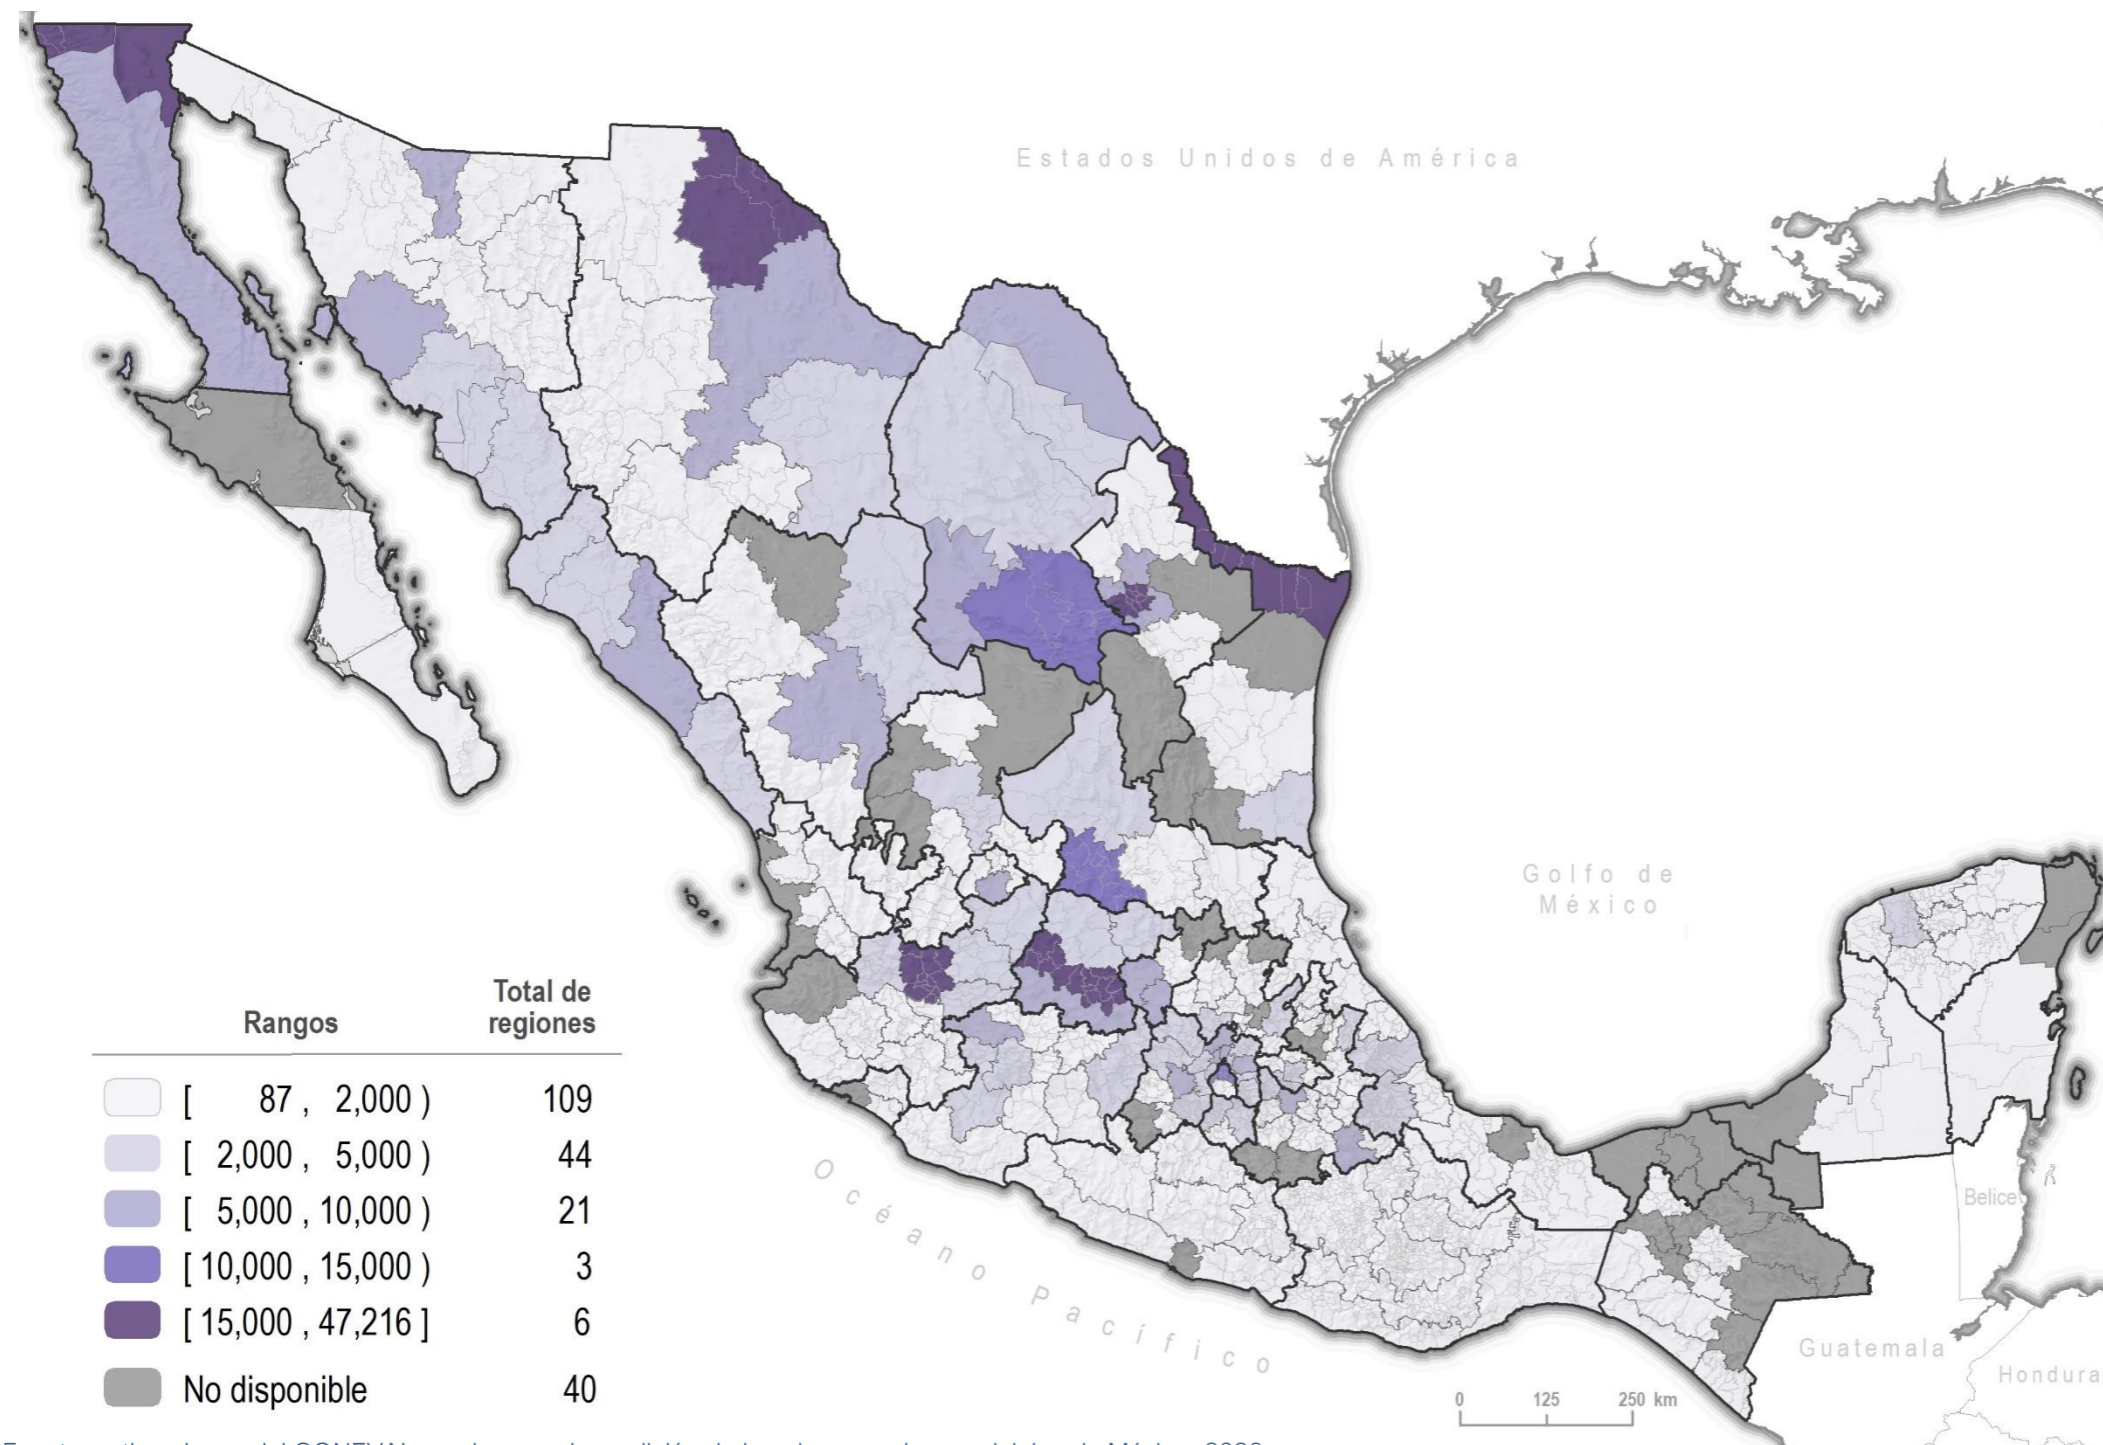 Estados Unidos de América
Golfo de
México
Océano Pacífico
Belice
Guatemala
Hondura
Rangos
Total de
regiones
[ 87 , 2,000 ) 109
[ 2,000 , 5,000 ) 44
[ 5,000 , 10,000 ) 21
[ 10,000 , 15,000 ) 3
[ 15,000 , 47,216 ] 6
No disponible 40
0 125 250 km